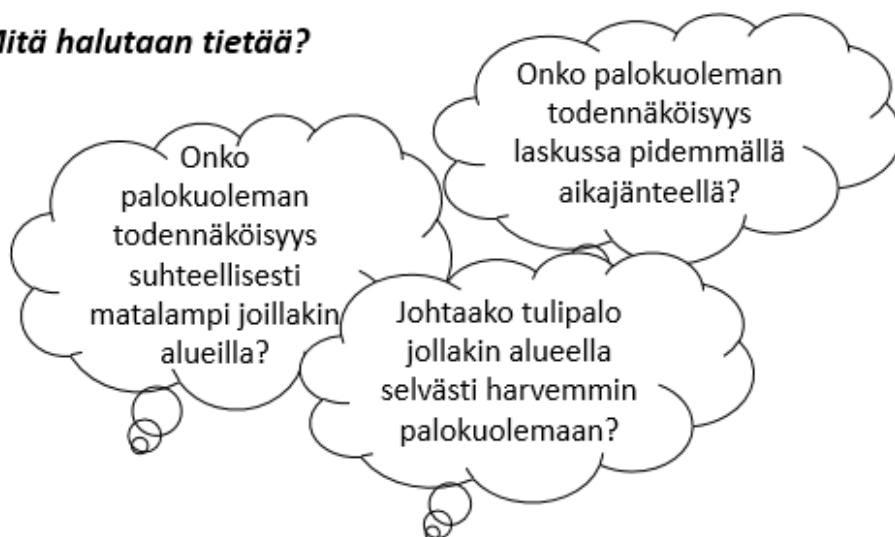 Mitä halutaan tietää?
Onko
palokuoleman
todennäköisyys
suhteellisesti
matalampi joillakin
alueilla?
Onko palokuoleman
todennäköisyys
laskussa pidemmällä
aikajänteellä?
Johtaako tulipalo
jollakin alueella
selvästi harvemmin
palokuolemaan?